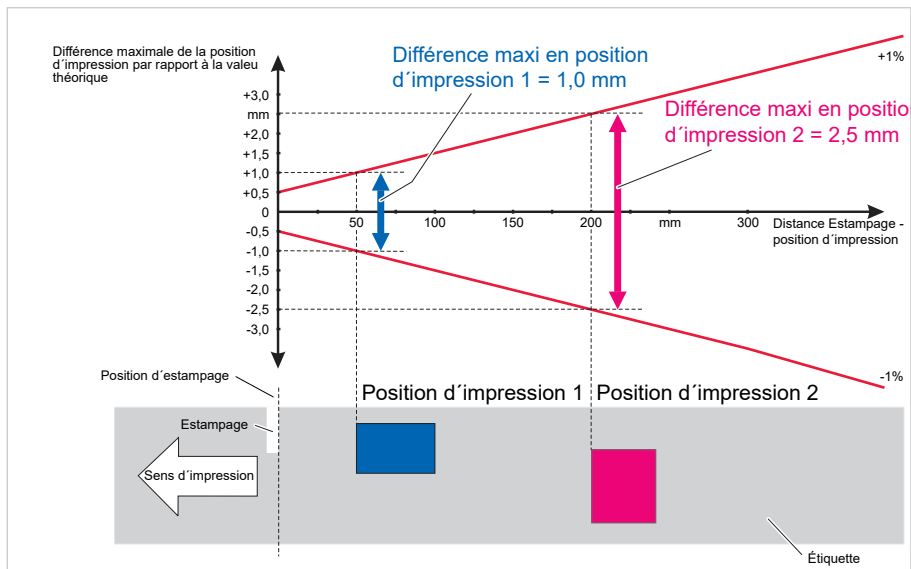 Différence maximale de la position
d´impression par rapport à la valeu
théorique
Différence maxi en position
d´impression 1 = 1,0 mm
+1%
Différence maxi en positio
d´impression 2 = 2,5 mm
+3,0
mm
+2,0
+1,5
+1,0
+0,5
0
-0,5
-1,0
-1,5
-2,0
-2,5
-3,0
50
100
150
200
mm
300
Distance Estampage -
position d´impression
-1%
Position d´estampage
Position d´impression 1
Position d´impression 2
Estampage
Sens d´impression
Étiquette